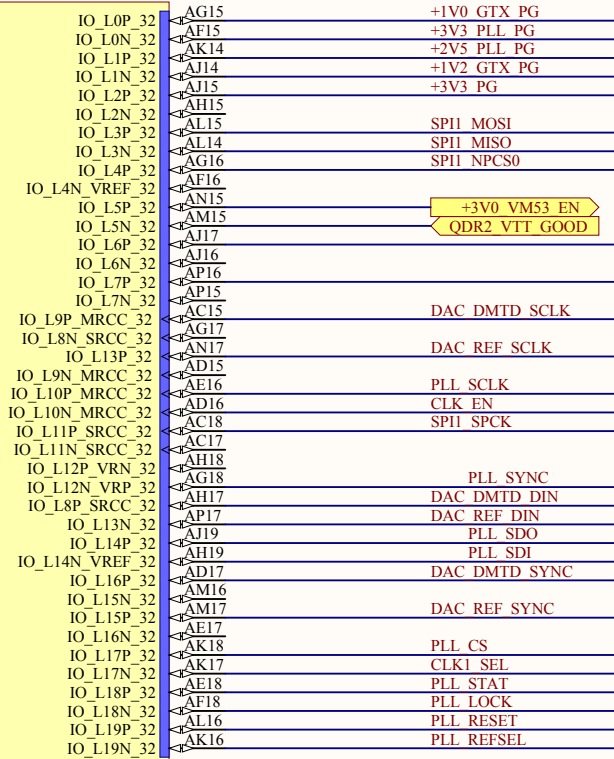 IO_L0P_32 AG15 +1V0_GTX_PG
IO_L0N_32 AF15 +3V3_PLL_PG
IO_L1P_32 AK14 +2V5_PLL_PG
IO_L1N_32 AJ14 +1V2_GTX_PG
IO_L2P_32 AJ15 +3V3_PG
IO_L2N_32 AH15
IO_L3P_32 AL15 SPI1_MOSI
IO_L3N_32 AL14 SPI1_MISO
IO_L4P_32 AG16 SPI1_NPCS0
IO_L4N_VREF_32 AF16
IO_L5P_32 AN15 +3V0_VM53_EN
IO_L5N_32 AM15 QDR2_VTT_GOOD
IO_L6P_32 AJ17
IO_L6N_32 AJ16
IO_L7P_32 AP16
IO_L7N_32 AP15
IO_L9P_MRCC_32 AC15 DAC_DMTD_SCLK
IO_L8N_SRCC_32 AG17
IO_L13P_32 AN17 DAC_REF_SCLK
IO_L9N_MRCC_32 AD15
IO_L10P_MRCC_32 AE16 PLL_SCLK
IO_L10N_MRCC_32 AD16 CLK_EN
IO_L11P_SRCC_32 AC18 SPI1_SPCK
IO_L11N_SRCC_32 AC17
IO_L12P_VRN_32 AH18
IO_L12N_VRP_32 AG18 PLL_SYNC
IO_L8P_SRCC_32 AH17 DAC_DMTD_DIN
IO_L13N_32 AP17 DAC_REF_DIN
IO_L14P_32 AJ19 PLL_SDO
IO_L14N_VREF_32 AH19 PLL_SDI
IO_L16P_32 AD17 DAC_DMTD_SYNC
IO_L15N_32 AM16
IO_L15P_32 AM17 DAC_REF_SYNC
IO_L16N_32 AE17
IO_L17P_32 AK18 PLL_CS
IO_L17N_32 AK17 CLK1_SEL
IO_L18P_32 AE18 PLL_STAT
IO_L18N_32 AF18 PLL_LOCK
IO_L19P_32 AL16 PLL_RESET
IO_L19N_32 AK16 PLL_REFSEL